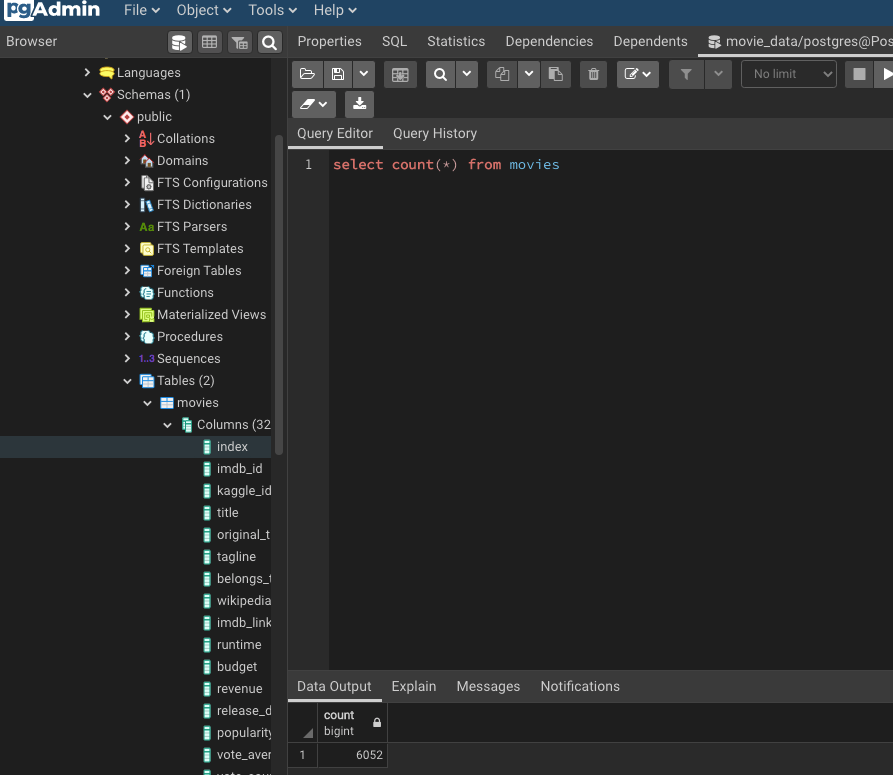 pgAdmin File Object Tools Help
Browser
Properties SQL Statistics Dependencies Dependents movie_data/postgres@Pos
No limit
Languages
Schemas (1)
public
Collations
Domains
FTS Configurations
FTS Dictionaries
Aa FTS Parsers
FTS Templates
Foreign Tables
Functions
Materialized Views
Procedures
1..3 Sequences
Tables (2)
movies
Columns (32
index
imdb_id
kaggle_id
title
original_t
tagline
belongs_t
wikipedia
imdb_link
runtime
budget
revenue
release_d
popularity
vote_aver
Query Editor Query History
1 select count(*) from movies
Data Output Explain Messages Notifications
count
bigint
1 6052